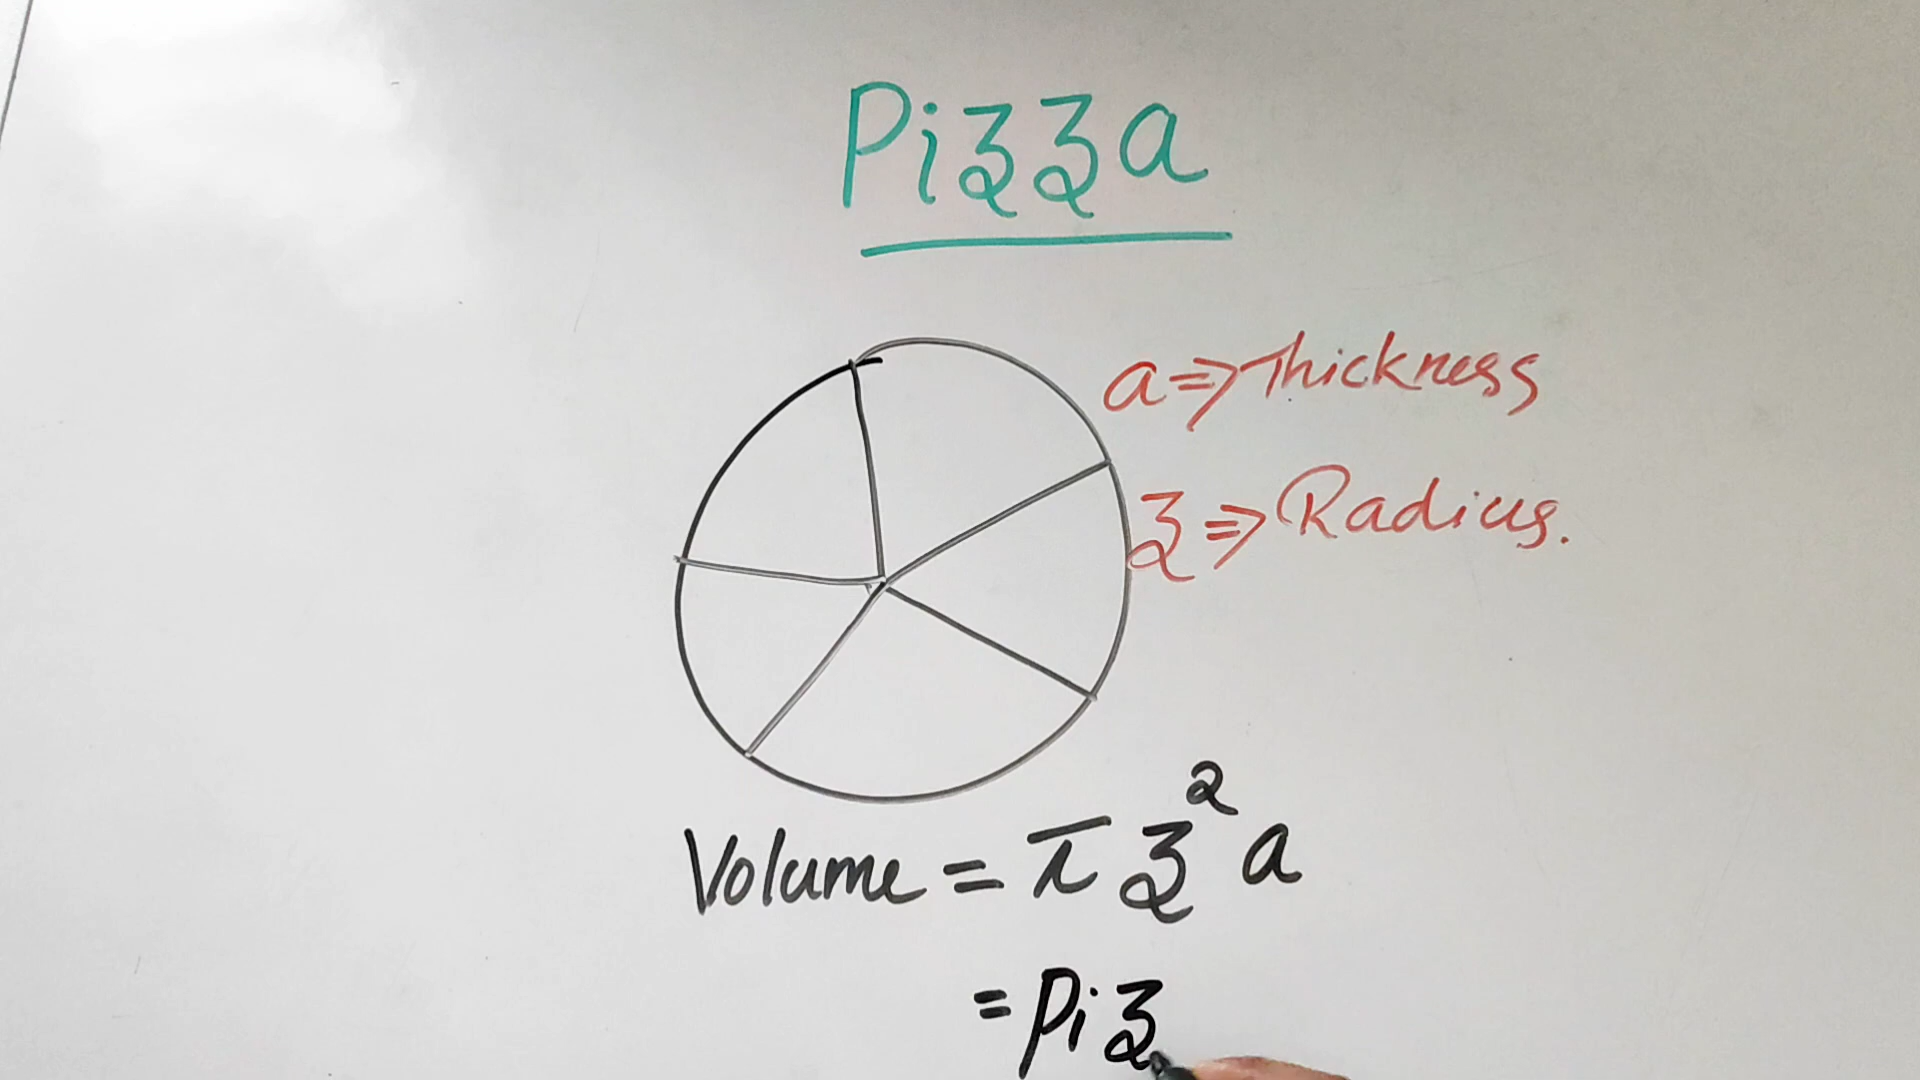 Pizza
a => Thickness
z => Radius.
Volume = π z² a
= Piz